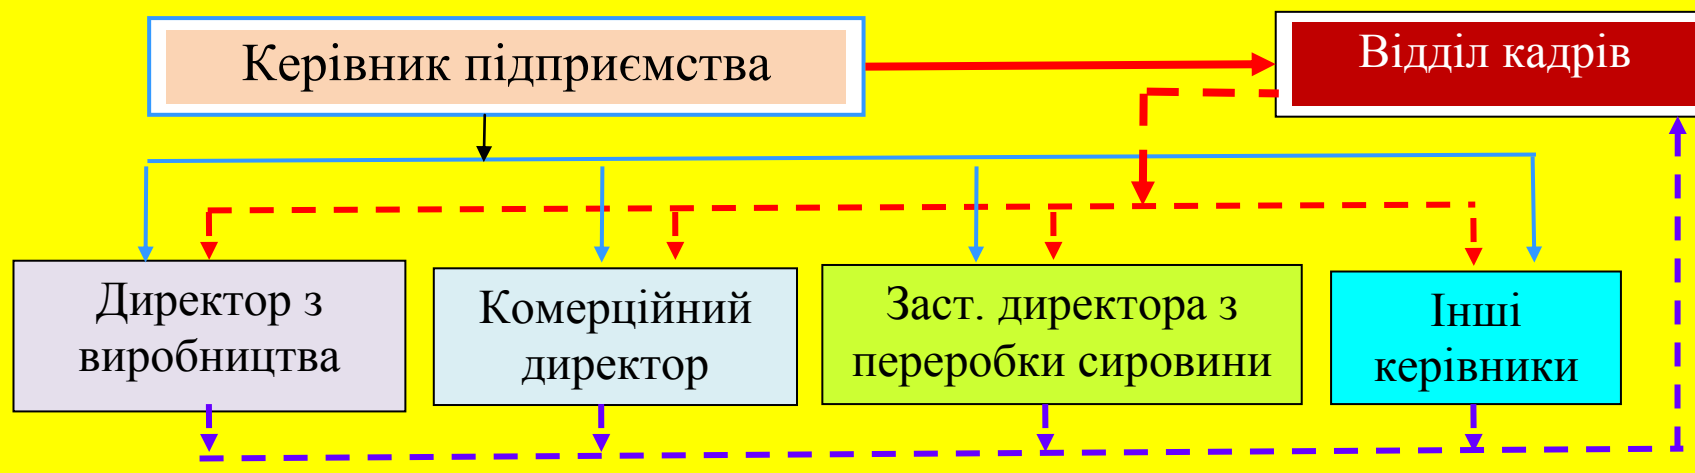 Керівник підприємства
Відділ кадрів
Директор з
виробництва
Комерційний
директор
Заст. директора з
переробки сировини
Інші
керівники